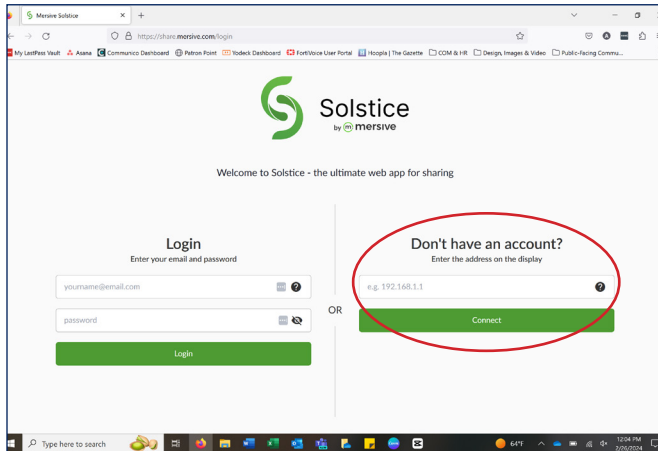 Mersive Solstice
https://share.mersive.com/login
My LastPass Vault Asana Communico Dashboard Patron Point Yodeck Dashboard FortiVoice User Portal Hoopla | The Gazette COM & HR Design, Images & Video Public-Facing Commu...
Solstice
by mersive
Welcome to Solstice - the ultimate web app for sharing
Login
Enter your email and password
yourname@email.com
password
Login
OR
Don't have an account?
Enter the address on the display
e.g. 192.168.1.1
Connect
Type here to search
64°F
12:04 PM
2/26/2024